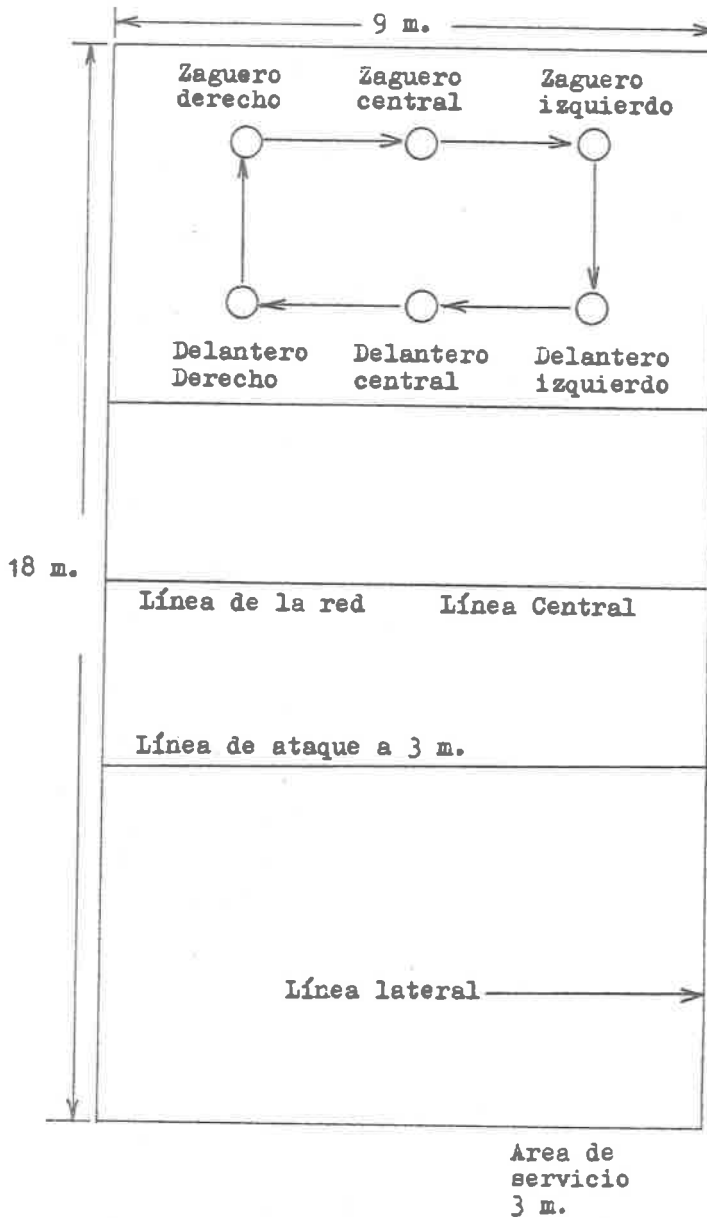 9 m.
Zaguero Zaguero Zaguero
derecho central izquierdo
Delantero Delantero Delantero
Derecho central izquierdo
18 m.
Línea de la red Línea Central
Línea de ataque a 3 m.
Línea lateral
Area de
servicio
3 m.